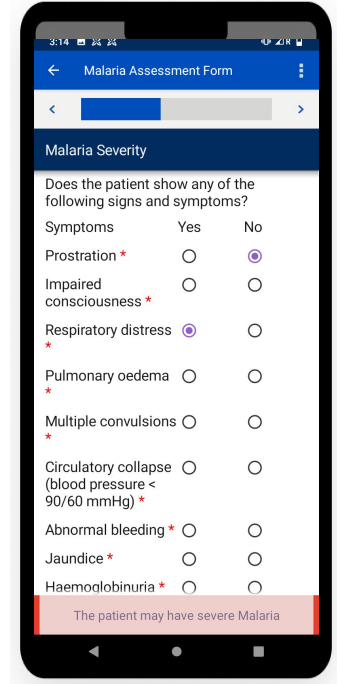 3:14 R
Malaria Assessment Form
Malaria Severity
Does the patient show any of the
following signs and symptoms?
Symptoms Yes No
Prostration *
Impaired
consciousness *
Respiratory distress
*
Pulmonary oedema
*
Multiple convulsions
*
Circulatory collapse
(blood pressure <
90/60 mmHg) *
Abnormal bleeding *
Jaundice *
Haemoglobinuria *
The patient may have severe Malaria